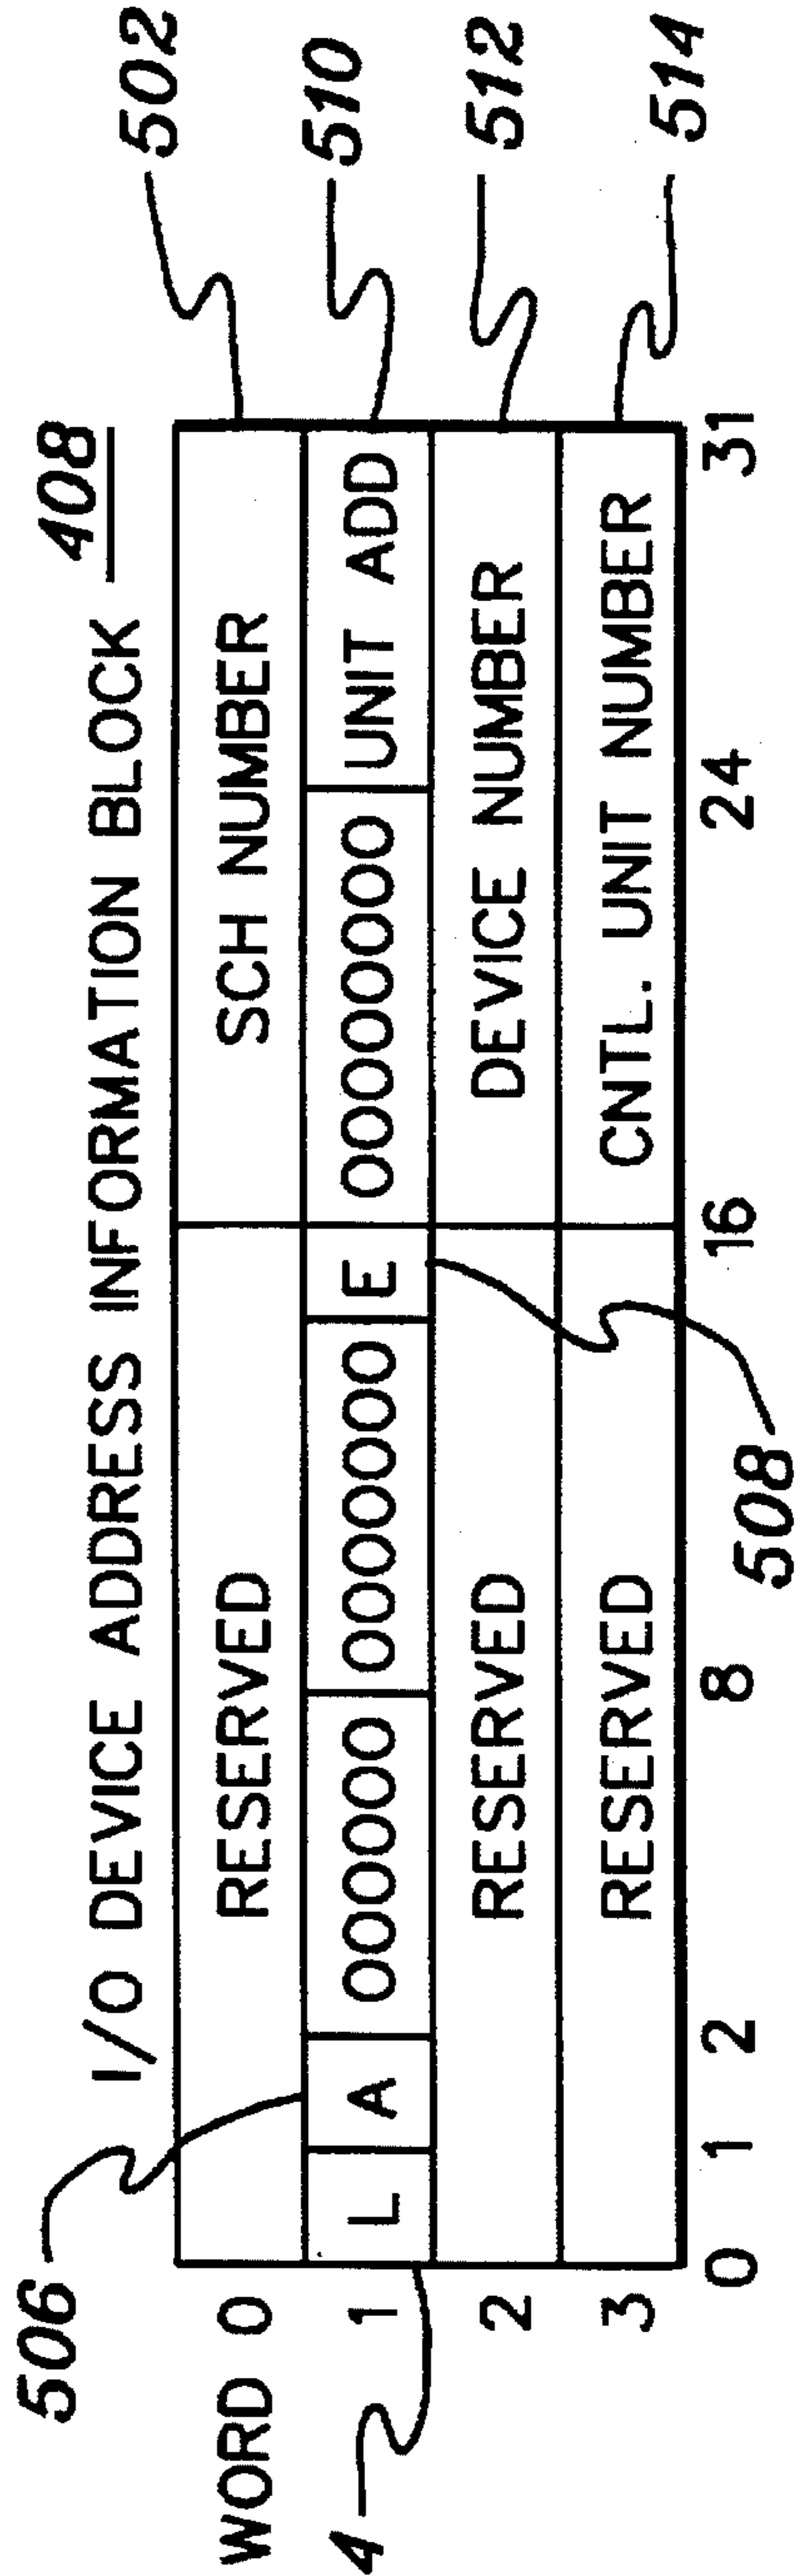 I/O DEVICE ADDRESS INFORMATION BLOCK 408
506
WORD 0 RESERVED SCH NUMBER 502
4 1 L A 000000 0000000 E 00000000 UNIT ADD 510
2 RESERVED DEVICE NUMBER 512
3 RESERVED CNTL. UNIT NUMBER 514
0 1 2 8 16 24 31
508